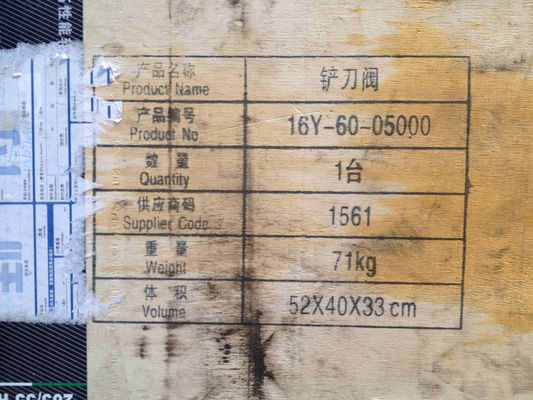 产品名称
Product Name
铲刀阀
产品编号
Product No
16Y-60-05000
数量
Quantity
1台
供应商码
Supplier Code
1561
重量
Weight
71kg
体积
Volume
52X40X33cm